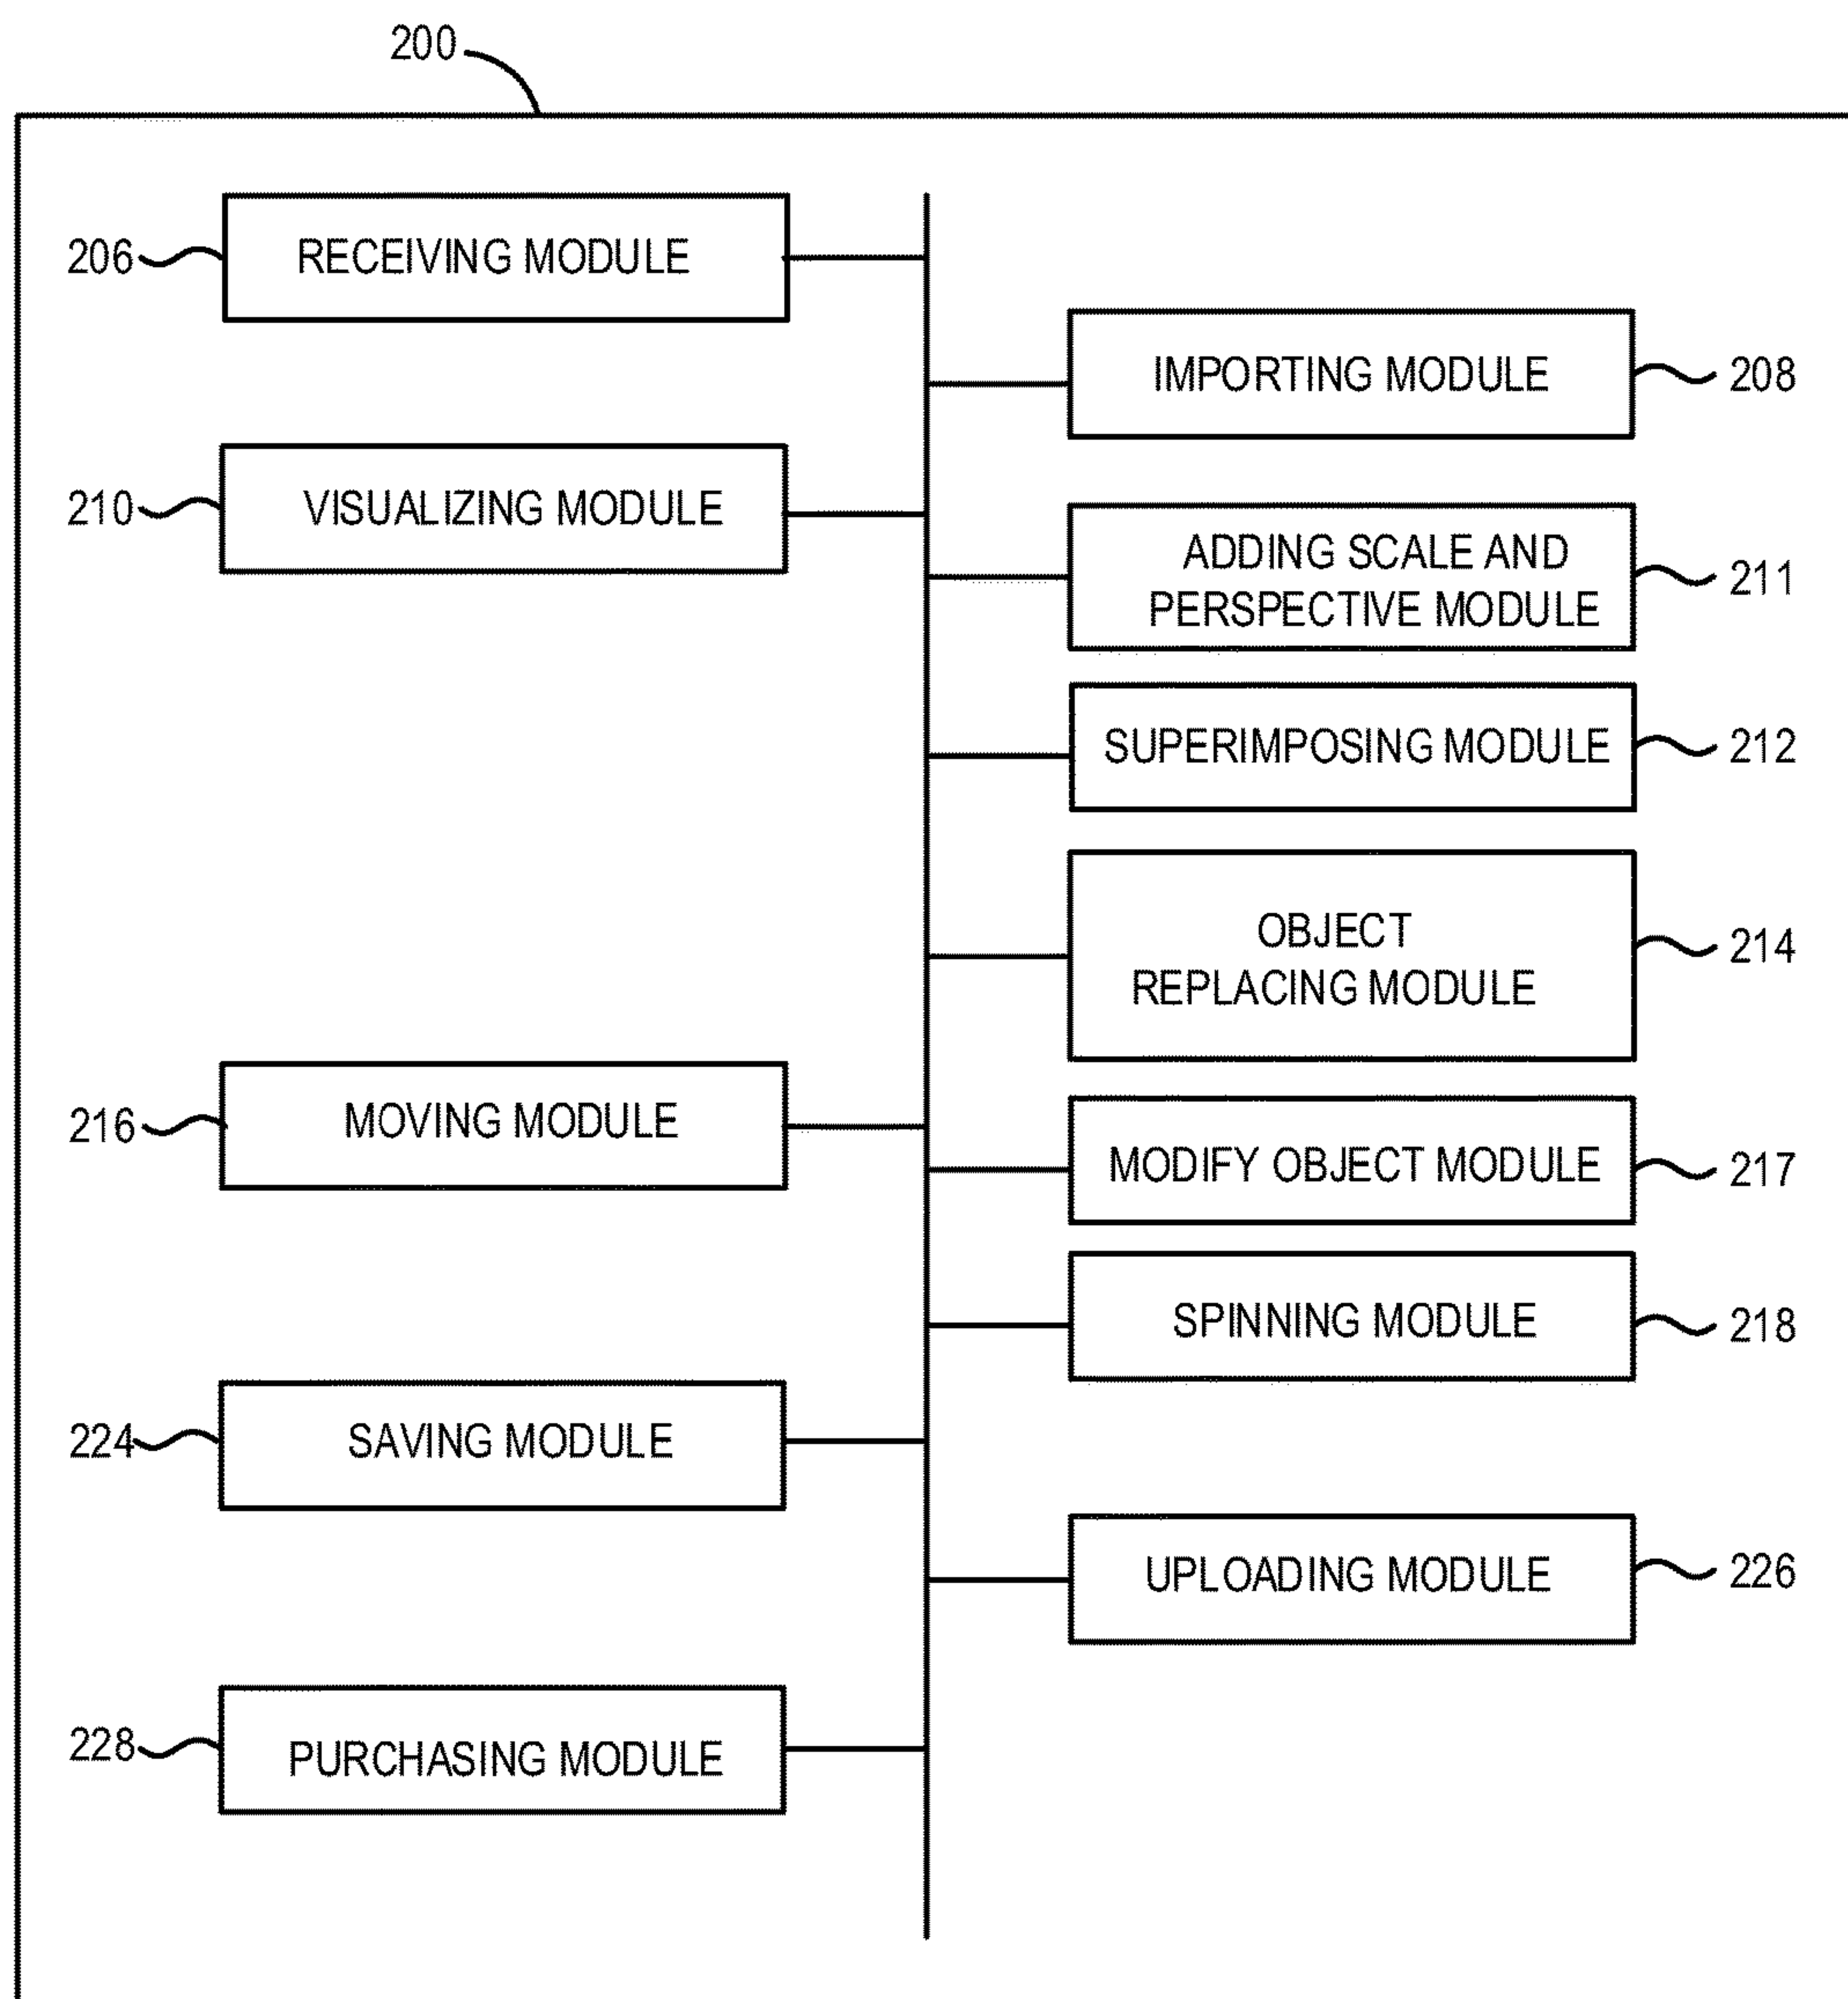 200
206 RECEIVING MODULE
IMPORTING MODULE 208
210 VISUALIZING MODULE
ADDING SCALE AND
PERSPECTIVE MODULE 211
SUPERIMPOSING MODULE 212
OBJECT
REPLACING MODULE 214
216 MOVING MODULE
MODIFY OBJECT MODULE 217
SPINNING MODULE 218
224 SAVING MODULE
UPLOADING MODULE 226
228 PURCHASING MODULE